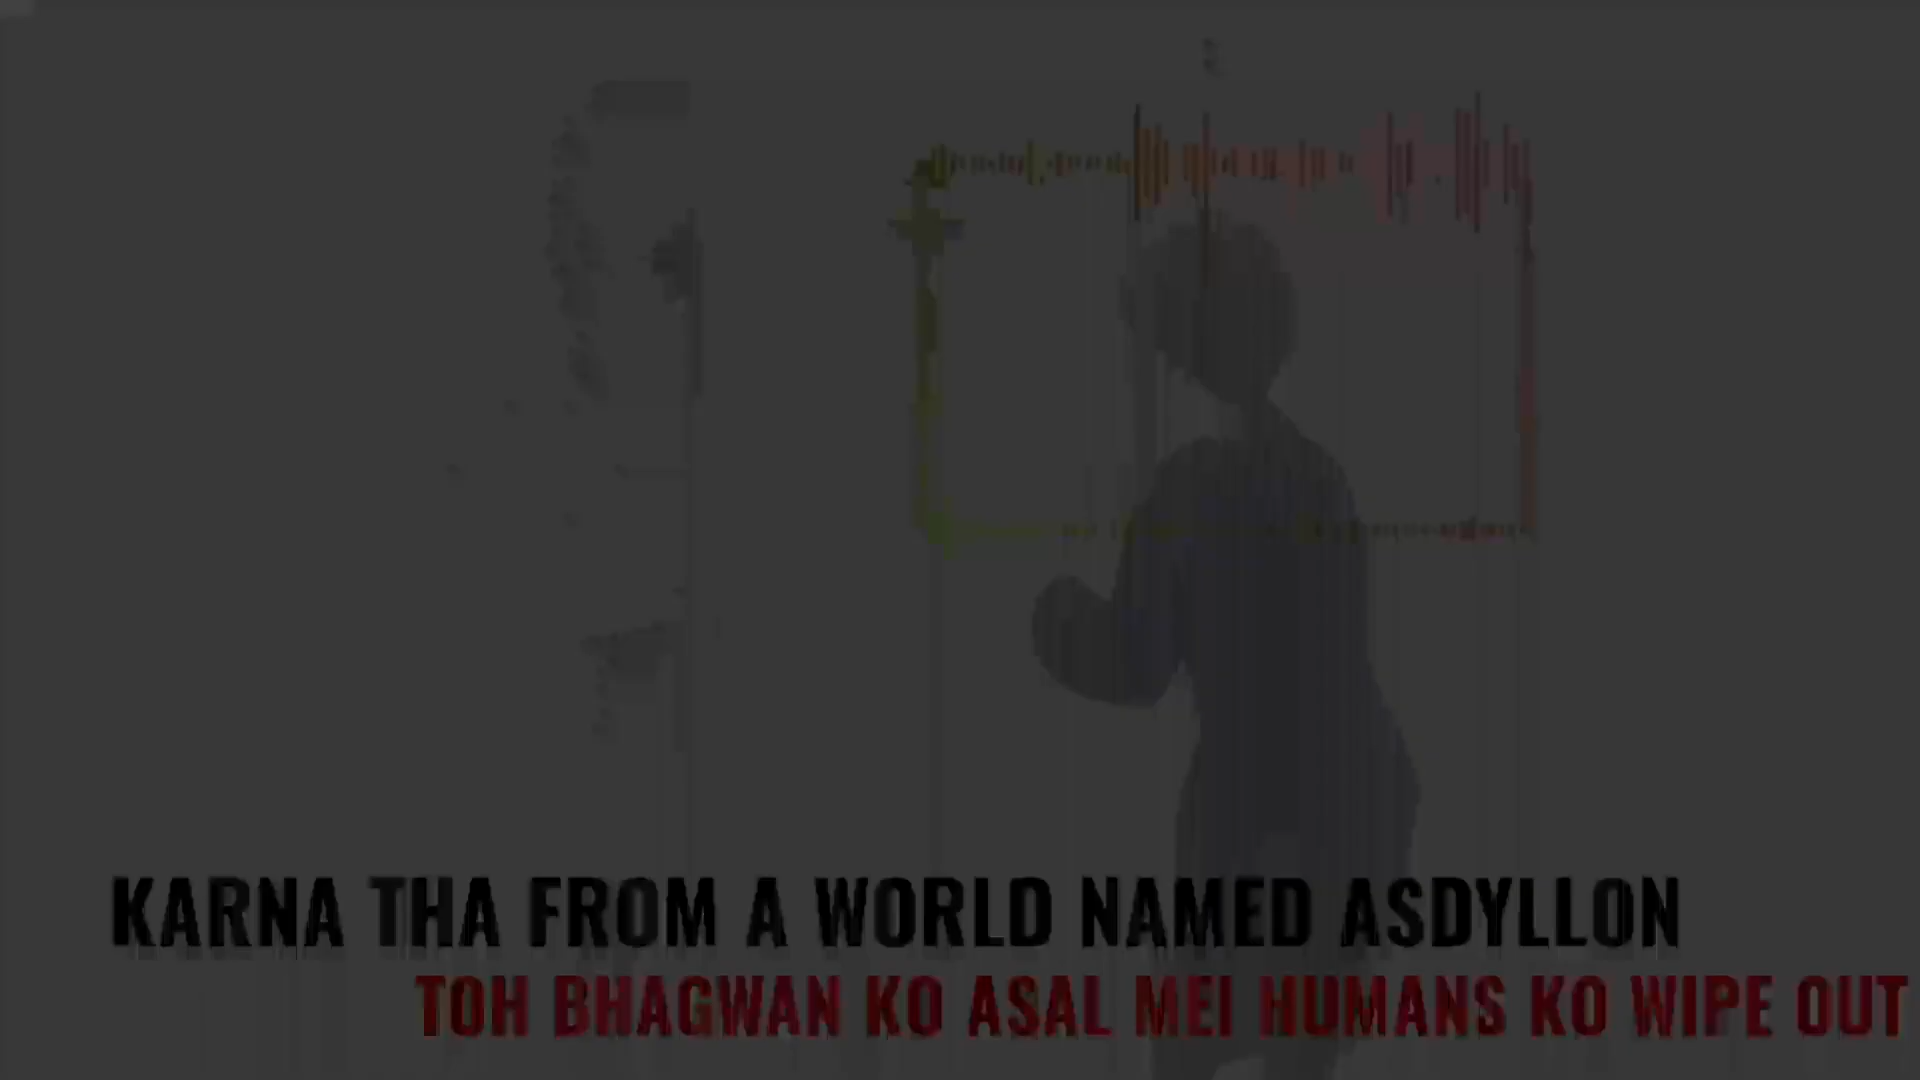 KARNA THA FROM A WORLD NAMED ASDYLLON
TOH BHAGWAN KO ASAL MEI HUMANS KO WIPE OUT